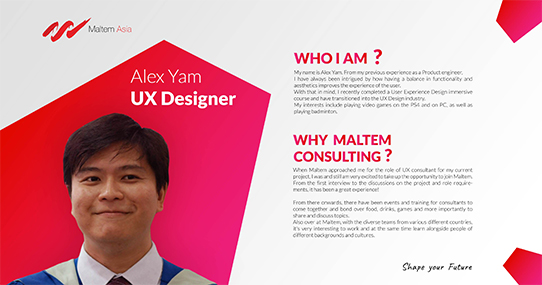 Maltem Asia
Alex Yam
UX Designer
WHO I AM ?
My name is Alex Yam. From my previous experience as a Product engineer,
I have always been intrigued by how having a balance in functionality and
aesthetics improves the experience of the user.
With that in mind, I recently completed a User Experience Design immersive
course and have transitioned into the UX Design industry.
My interests include playing video games on the PS4 and on PC, as well as
playing badminton.
WHY MALTEM
CONSULTING ?
When Maltem approached me for the role of UX consultant for my current
project, I was and still am very excited to take up the opportunity to join Maltem.
From the first interview to the discussions on the project and role require-
ments, it has been a great experience!
From there onwards, there have been events and training for consultants to
come together and bond over food, drinks, games and more importantly to
share and discuss topics.
Also over at Maltem, with the diverse teams from various different countries,
it's very interesting to work and at the same time learn alongside people of
different backgrounds and cultures.
Shape your Future